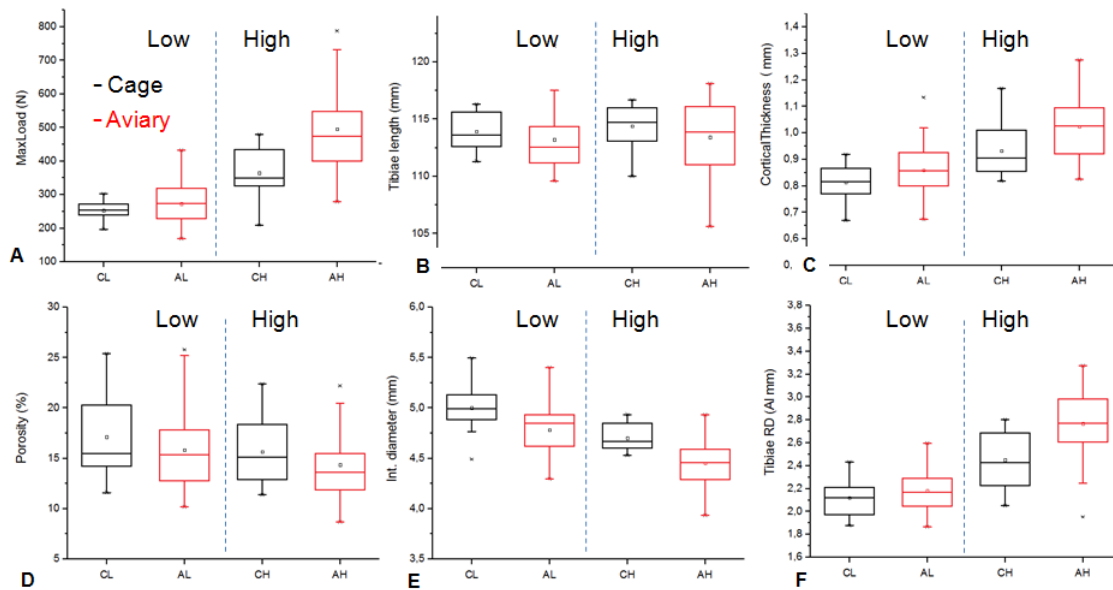 Low High
Cage
Aviary
MaxLoad (N)
800
700
600
500
400
300
200
100
CL AL CH AH
A
Low High
Tibiae length (mm)
120
115
110
105
CL AL CH AH
B
Low High
CorticalThickness ( mm)
1,4
1,3
1,2
1,1
1,0
0,9
0,8
0,7
0,6
0,
CL AL CH AH
C
Low High
Porosity (%)
30
25
20
15
10
5
CL AL CH AH
D
Low High
Int. diameter (mm)
6,0
5,5
5,0
4,5
4,0
3,5
CL AL CH AH
E
Low High
Tibiae RD (Al mm)
3,8
3,6
3,4
3,2
3,0
2,8
2,6
2,4
2,2
2,0
1,8
1,6
CL AL CH AH
F